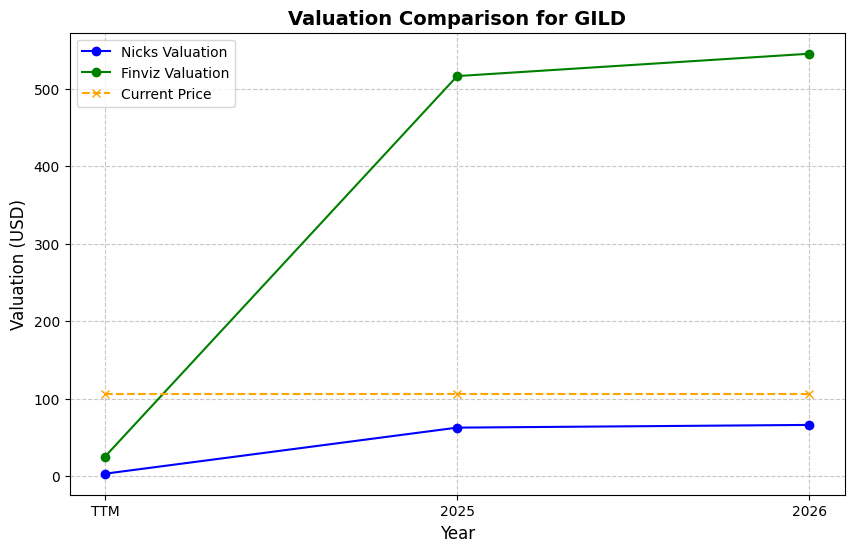 Valuation Comparison for GILD
Nicks Valuation
Finviz Valuation
Current Price
Valuation (USD)
500
400
300
200
100
0
TTM
2025
2026
Year